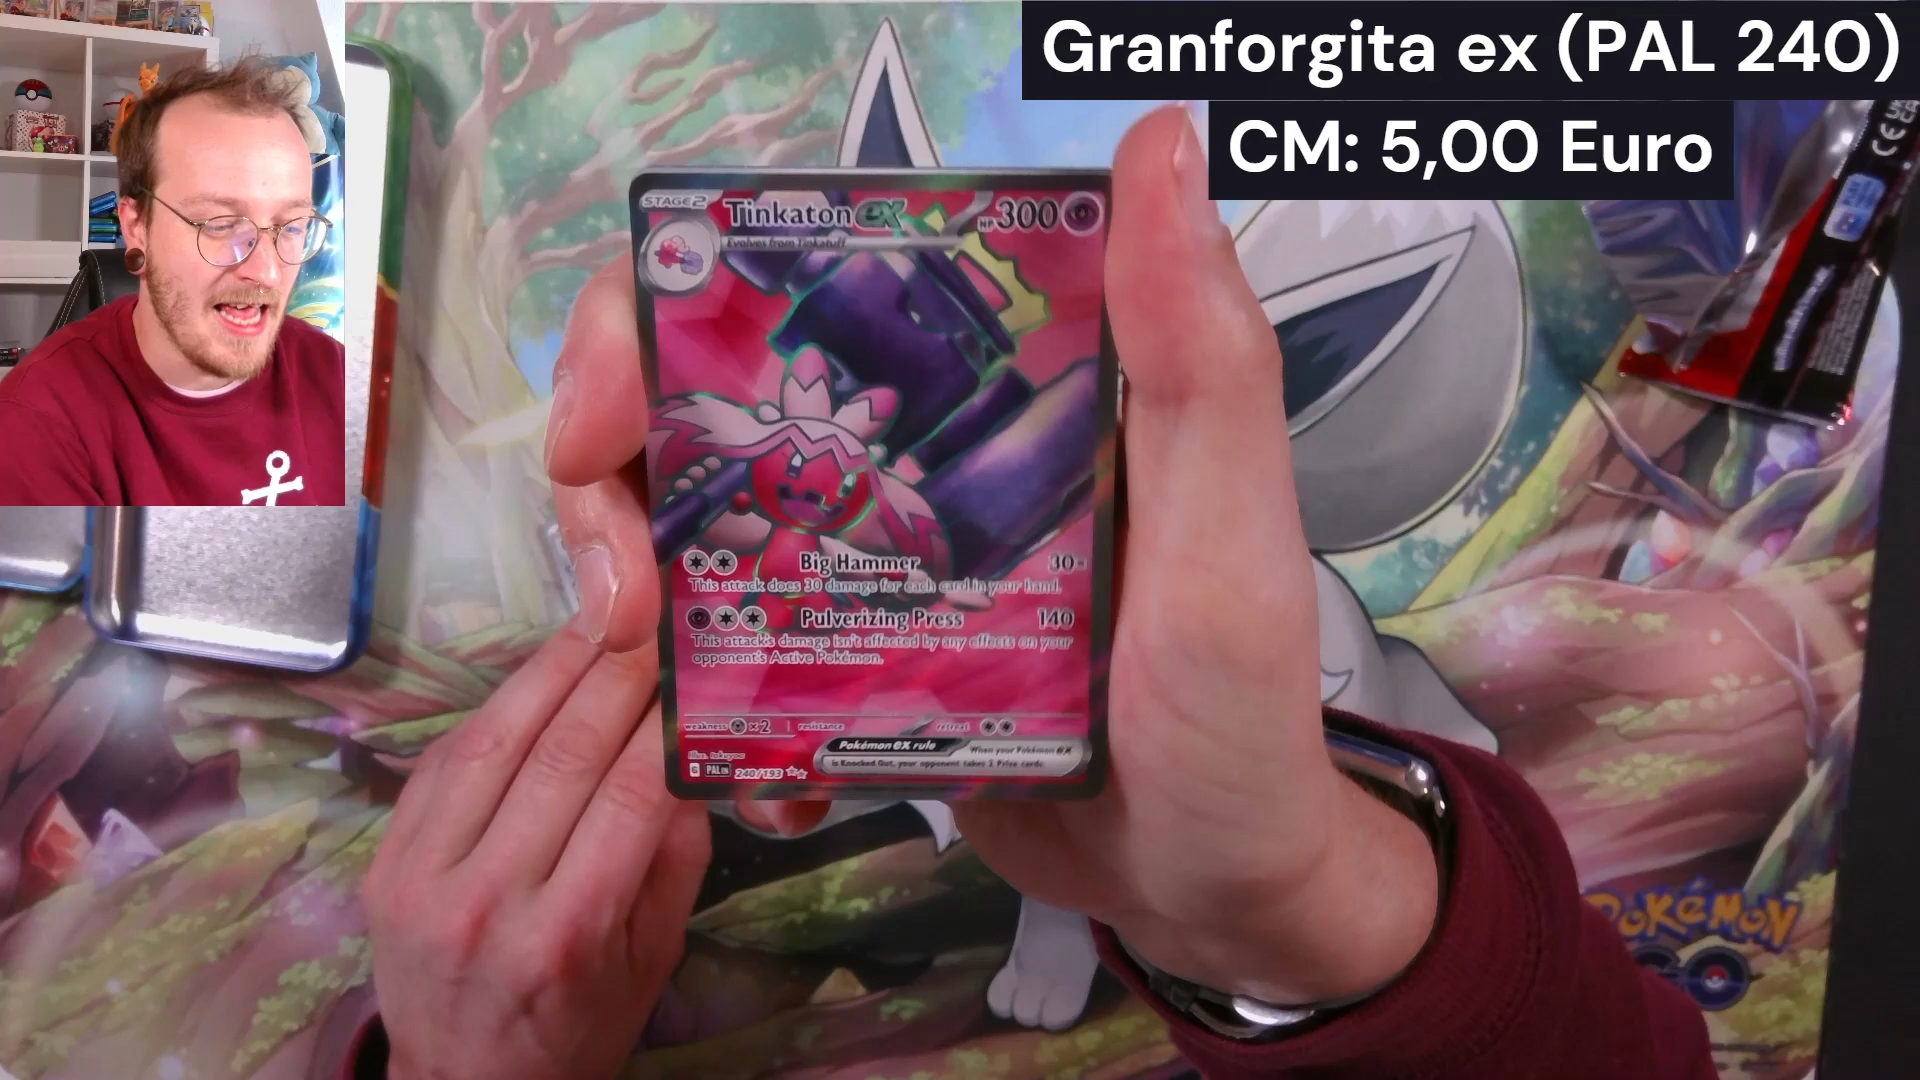 Granforgita ex (PAL 240)
CM: 5,00 Euro
STAGE 2
Tinkaton ex
HP 300
Evolves from Tinkatuff
Big Hammer 30×
This attack does 30 damage for each card in your hand.
Pulverizing Press 140
This attack's damage isn't affected by any effects on your
opponent's Active Pokémon.
weakness ×2 resistance retreat
Pokémon ex rule When your Pokémon ex
is Knocked Out, your opponent takes 2 Prize cards.
Illus. takuyoa
G PAL EN 240/193
POKÉMON
GO